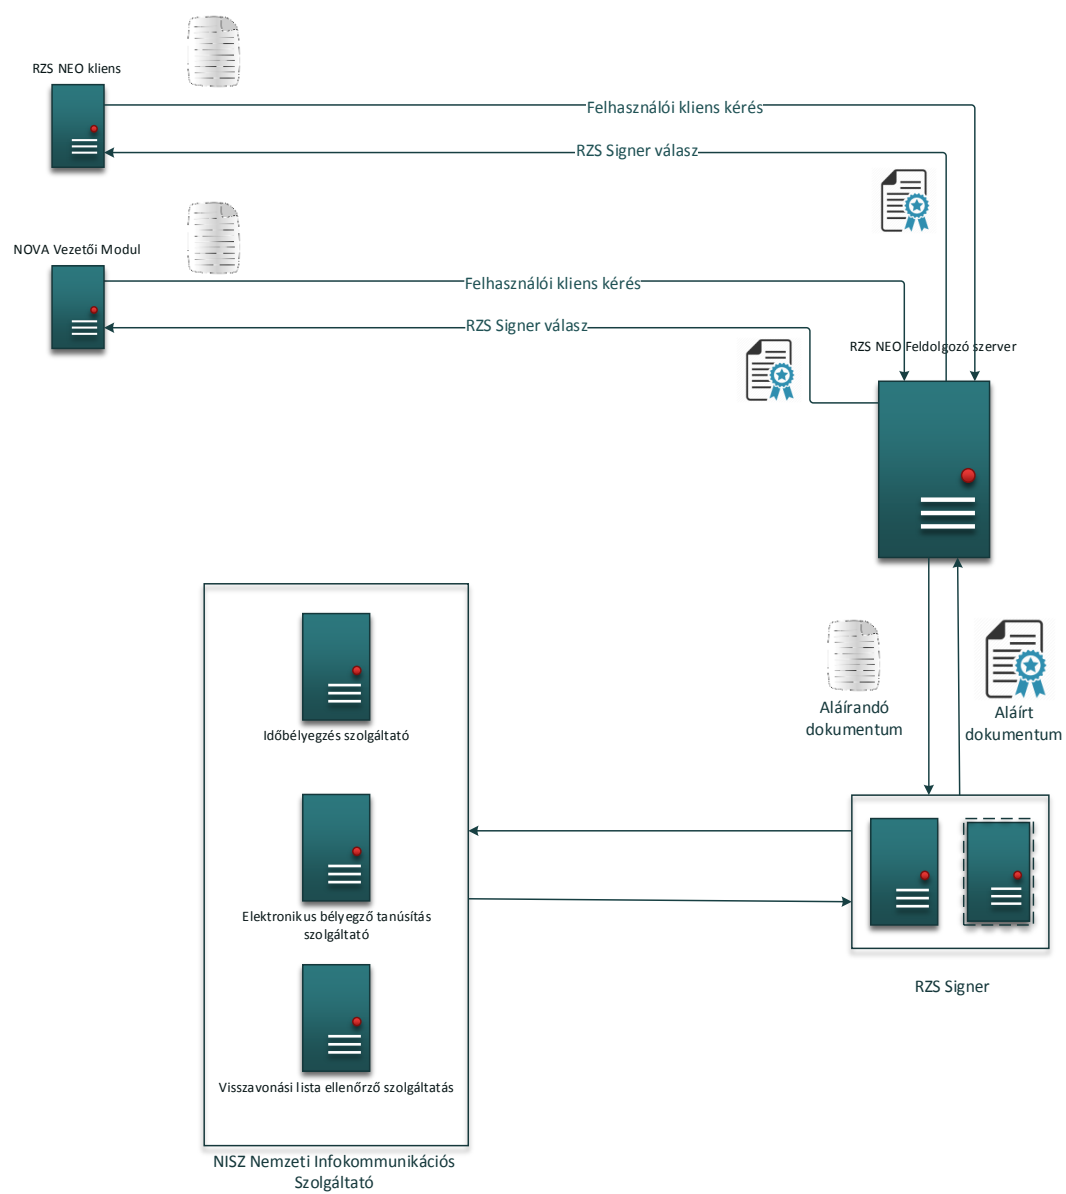 RZS NEO kliens
Felhasználói kliens kérés
RZS Signer válasz
NOVA Vezetői Modul
Felhasználói kliens kérés
RZS Signer válasz
RZS NEO Feldolgozó szerver
Aláírandó
dokumentum
Aláírt
dokumentum
Időbélyegzés szolgáltató
Elektronikus bélyegző tanúsítás
szolgáltató
Visszavonási lista ellenőrző szolgáltatás
RZS Signer
NISZ Nemzeti Infokommunikációs
Szolgáltató